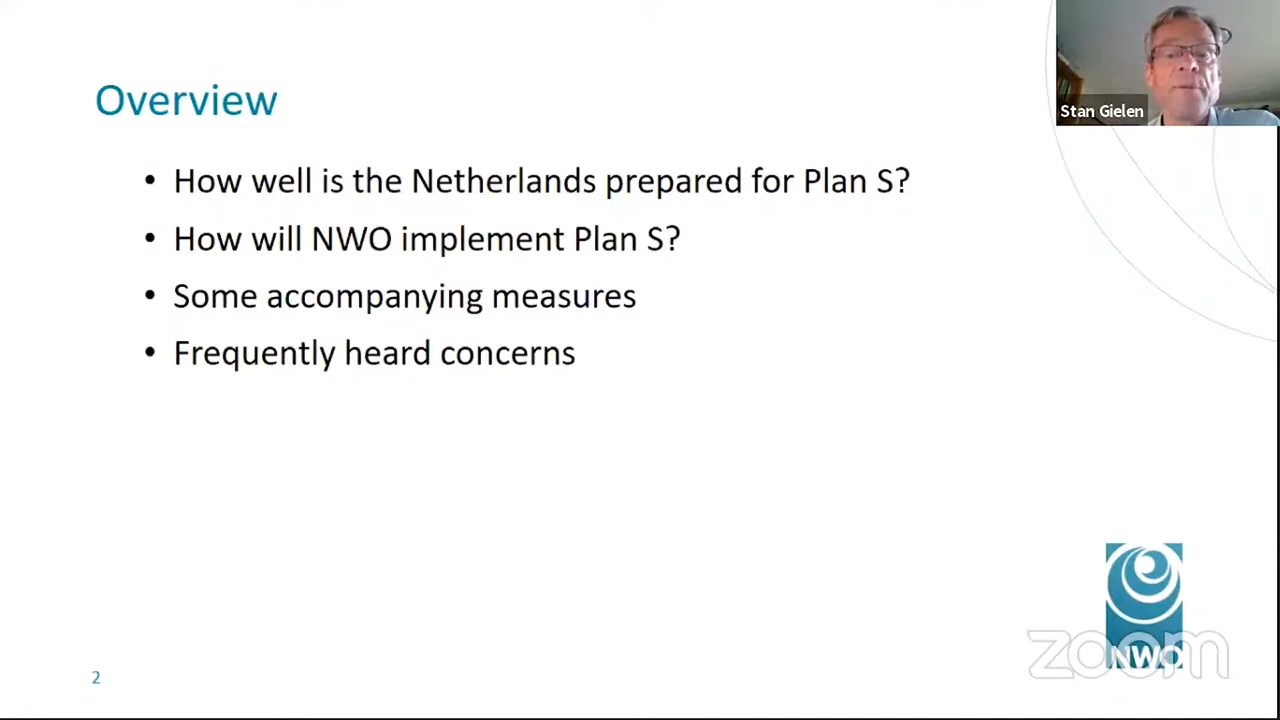 Overview
Stan Gielen
• How well is the Netherlands prepared for Plan S?
• How will NWO implement Plan S?
• Some accompanying measures
• Frequently heard concerns
zoom
NWO
2